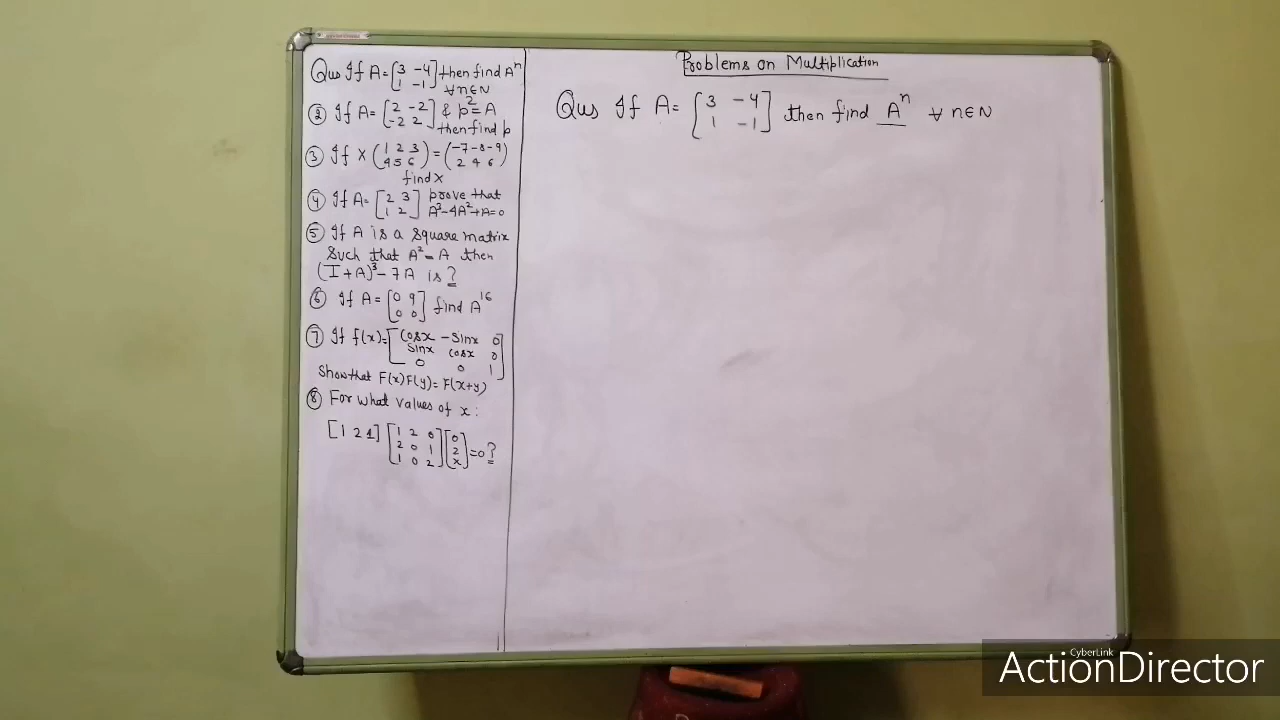 Qus If A = [3 -4] then find Aⁿ
1 -1 ∀ n∈N
② If A = [2 -2] & p² = A
-2 2 then find p
③ If X (1 2 3) = (-7 -8 -9)
4 5 6 2 4 6
find X
④ If A = [2 3] prove that
1 2 A³-4A²+A=0
⑤ If A is a square matrix
Such that A² = A then
(I+A)³ - 7A is ?
⑥ If A = [0 9] find A¹⁶
0 0
⑦ If f(x) = [cosx -sinx 0]
sinx cosx 0
0 0 1
Show that F(x)F(y) = F(x+y)
⑧ For what values of x :
[1 2 1] [1 2 0] [0]
2 0 1 2 = 0 ?
1 0 2 x
Problems on Multiplication
Qus If A = [3 -4] then find Aⁿ ∀ n∈N
1 -1
CyberLink
ActionDirector